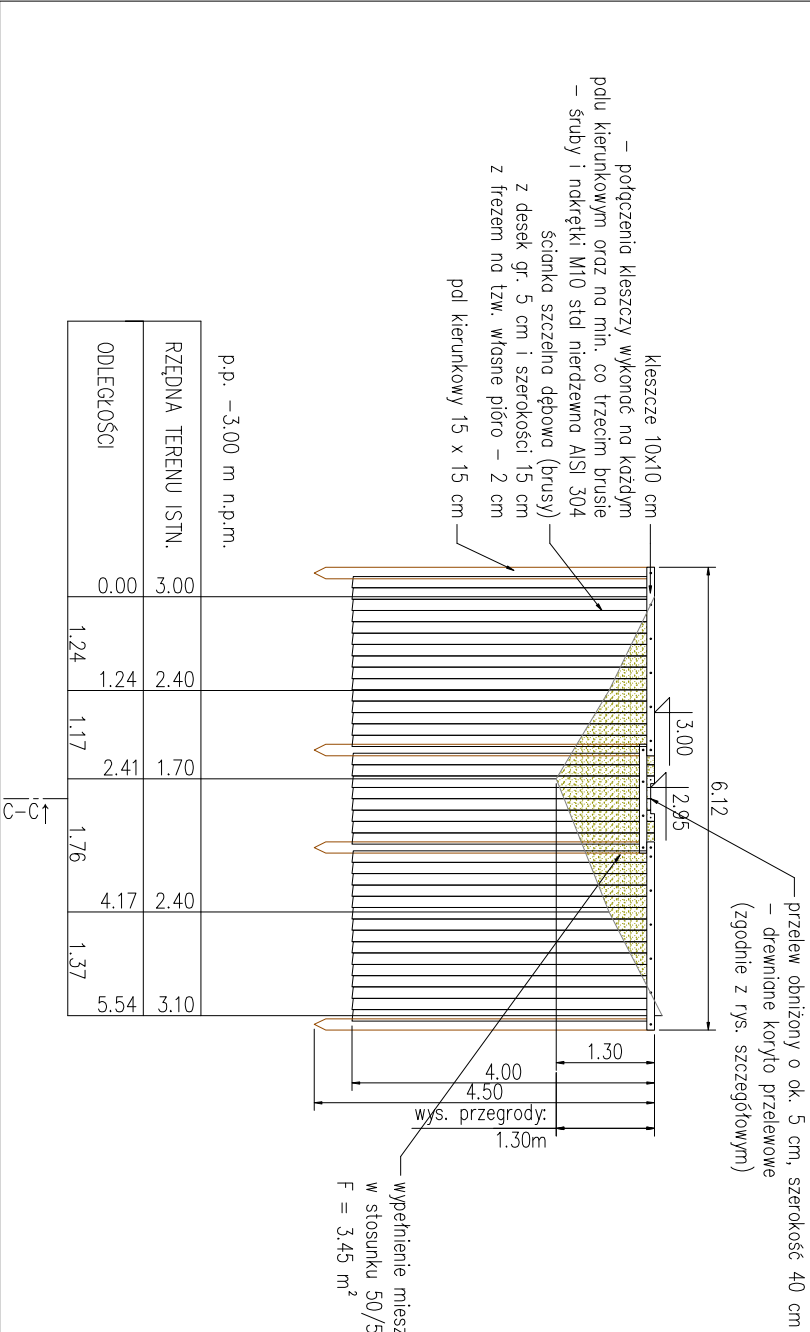 przelew obniżony o ok. 5 cm, szerokość 40 cm
- drewniane koryto przelewowe
(zgodnie z rys. szczegółowym)
6.12
3.00
2.95
kleszcze 10x10 cm
- połączenia kleszczy wykonać na każdym
palu kierunkowym oraz na min. co trzecim brusie
- śruby i nakrętki M10 stal nierdzewna AISI 304
ścianka szczelna dębowa (brusy)
z desek gr. 5 cm i szerokości 15 cm
z frezem na tzw. własne pióro - 2 cm
pal kierunkowy 15 x 15 cm
1.30
4.00
4.50
wys. przegrody:
1.30m
wypełnienie miesz
w stosunku 50/5
F = 3.45 m²
p.p. -3.00 m n.p.m.
RZĘDNA TERENU ISTN. 3.00 2.40 1.70 2.40 3.10
ODLEGŁOŚCI 0.00 1.24 2.41 4.17 5.54
1.24 1.17 1.76 1.37
C-C